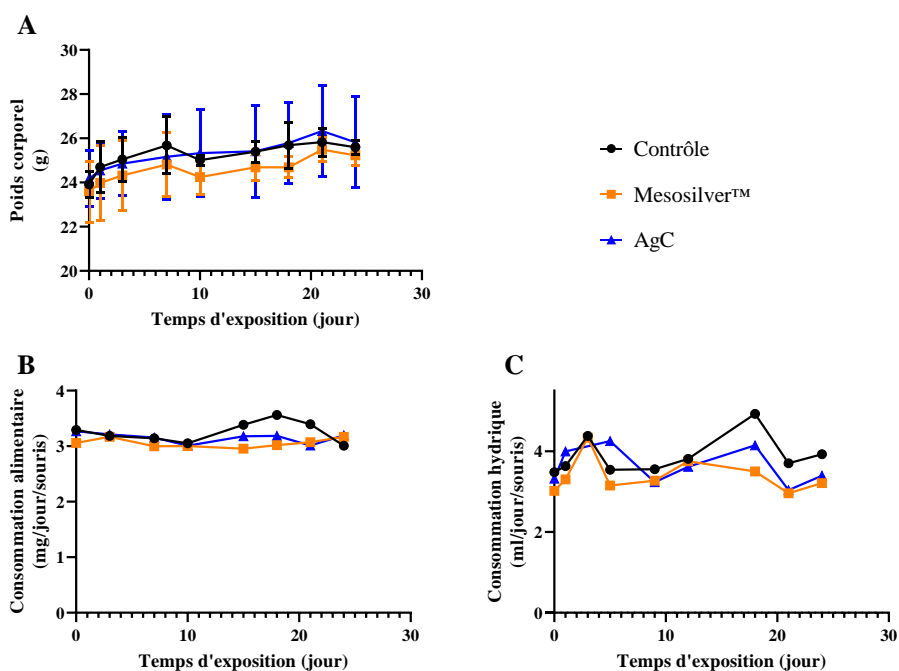 A
30
28
26
24
22
20
Poids corporel
(g)
0
10
20
30
Temps d'exposition (jour)
Contrôle
Mesosilver™
AgC
B
4
3
2
1
0
Consommation alimentaire
(mg/jour/souris)
0
10
20
30
Temps d'exposition (jour)
C
4
2
0
Consommation hydrique
(ml/jour/souris)
0
10
20
30
Temps d'exposition (jour)